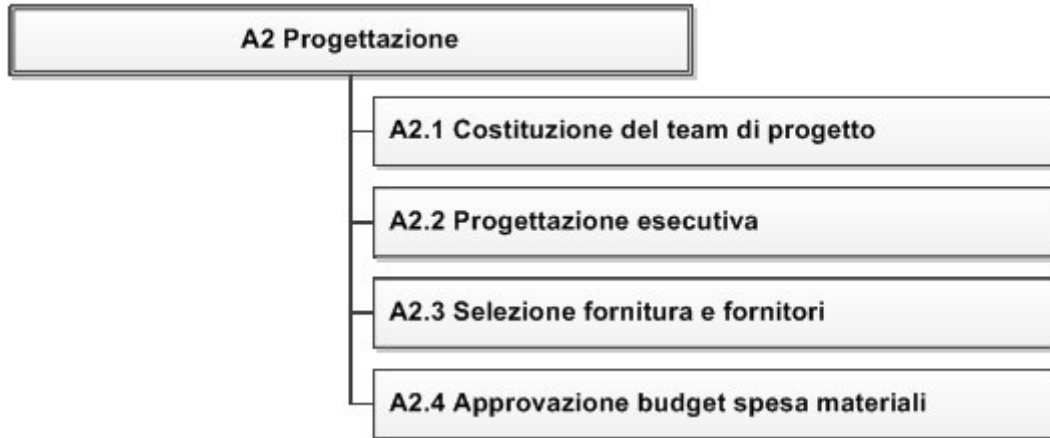 A2 Progettazione
A2.1 Costituzione del team di progetto
A2.2 Progettazione esecutiva
A2.3 Selezione fornitura e fornitori
A2.4 Approvazione budget spesa materiali